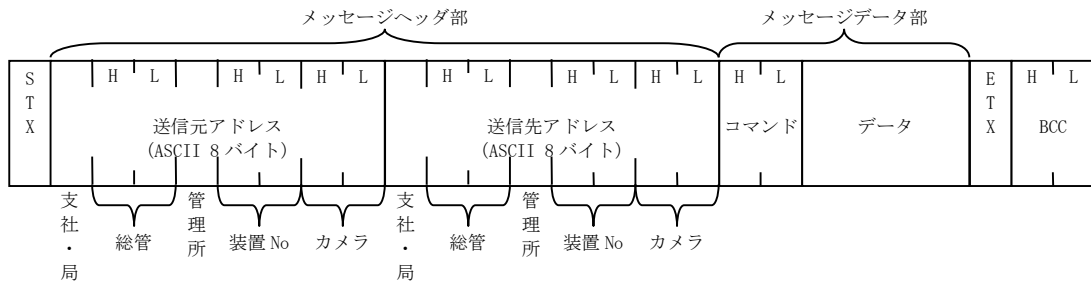 メッセージヘッダ部 メッセージデータ部
STX H L H L H L H L H L H L H L ETX H L
送信元アドレス 送信先アドレス コマンド データ BCC
(ASCII 8 バイト) (ASCII 8 バイト)
支社・局 総管 管理所 装置 No カメラ 支社・局 総管 管理所 装置 No カメラ